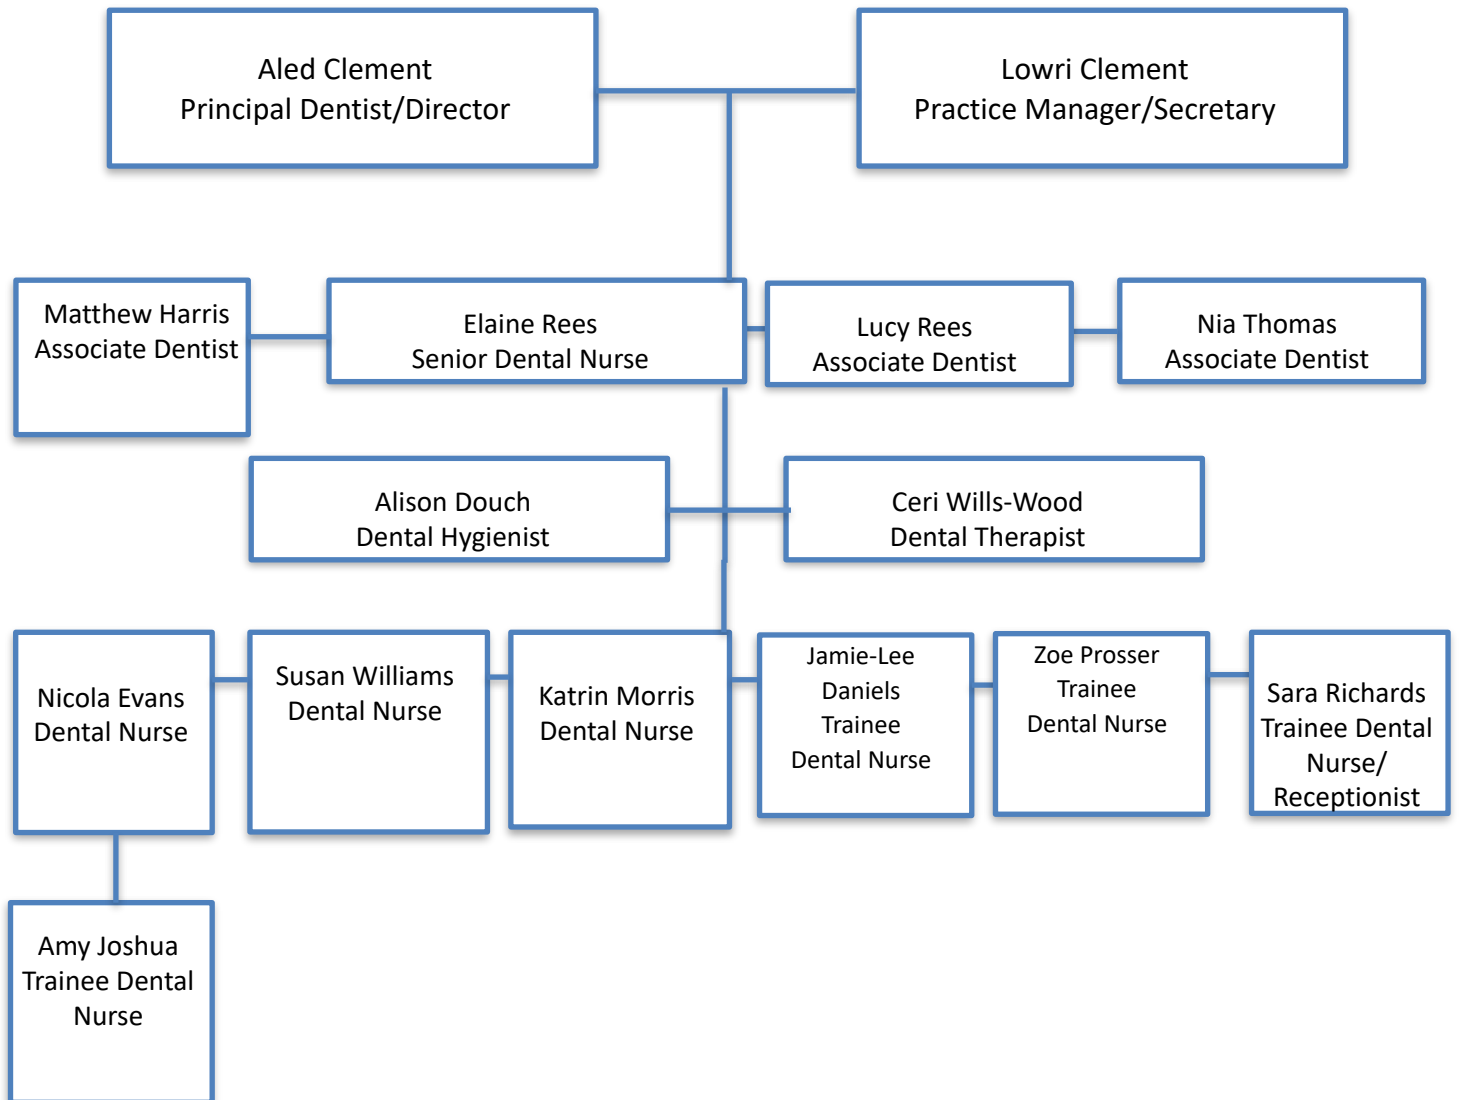 Aled Clement
Principal Dentist/Director
Lowri Clement
Practice Manager/Secretary
Matthew Harris
Associate Dentist
Elaine Rees
Senior Dental Nurse
Lucy Rees
Associate Dentist
Nia Thomas
Associate Dentist
Alison Douch
Dental Hygienist
Ceri Wills-Wood
Dental Therapist
Nicola Evans
Dental Nurse
Susan Williams
Dental Nurse
Katrin Morris
Dental Nurse
Jamie-Lee
Daniels
Trainee
Dental Nurse
Zoe Prosser
Trainee
Dental Nurse
Sara Richards
Trainee Dental
Nurse/
Receptionist
Amy Joshua
Trainee Dental
Nurse